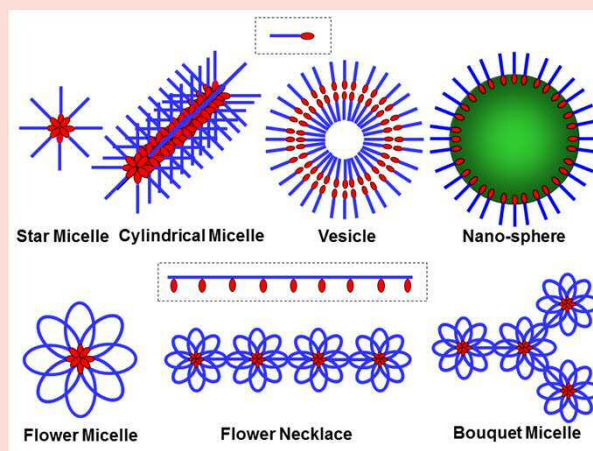 Star Micelle
Cylindrical Micelle
Vesicle
Nano-sphere
Flower Micelle
Flower Necklace
Bouquet Micelle